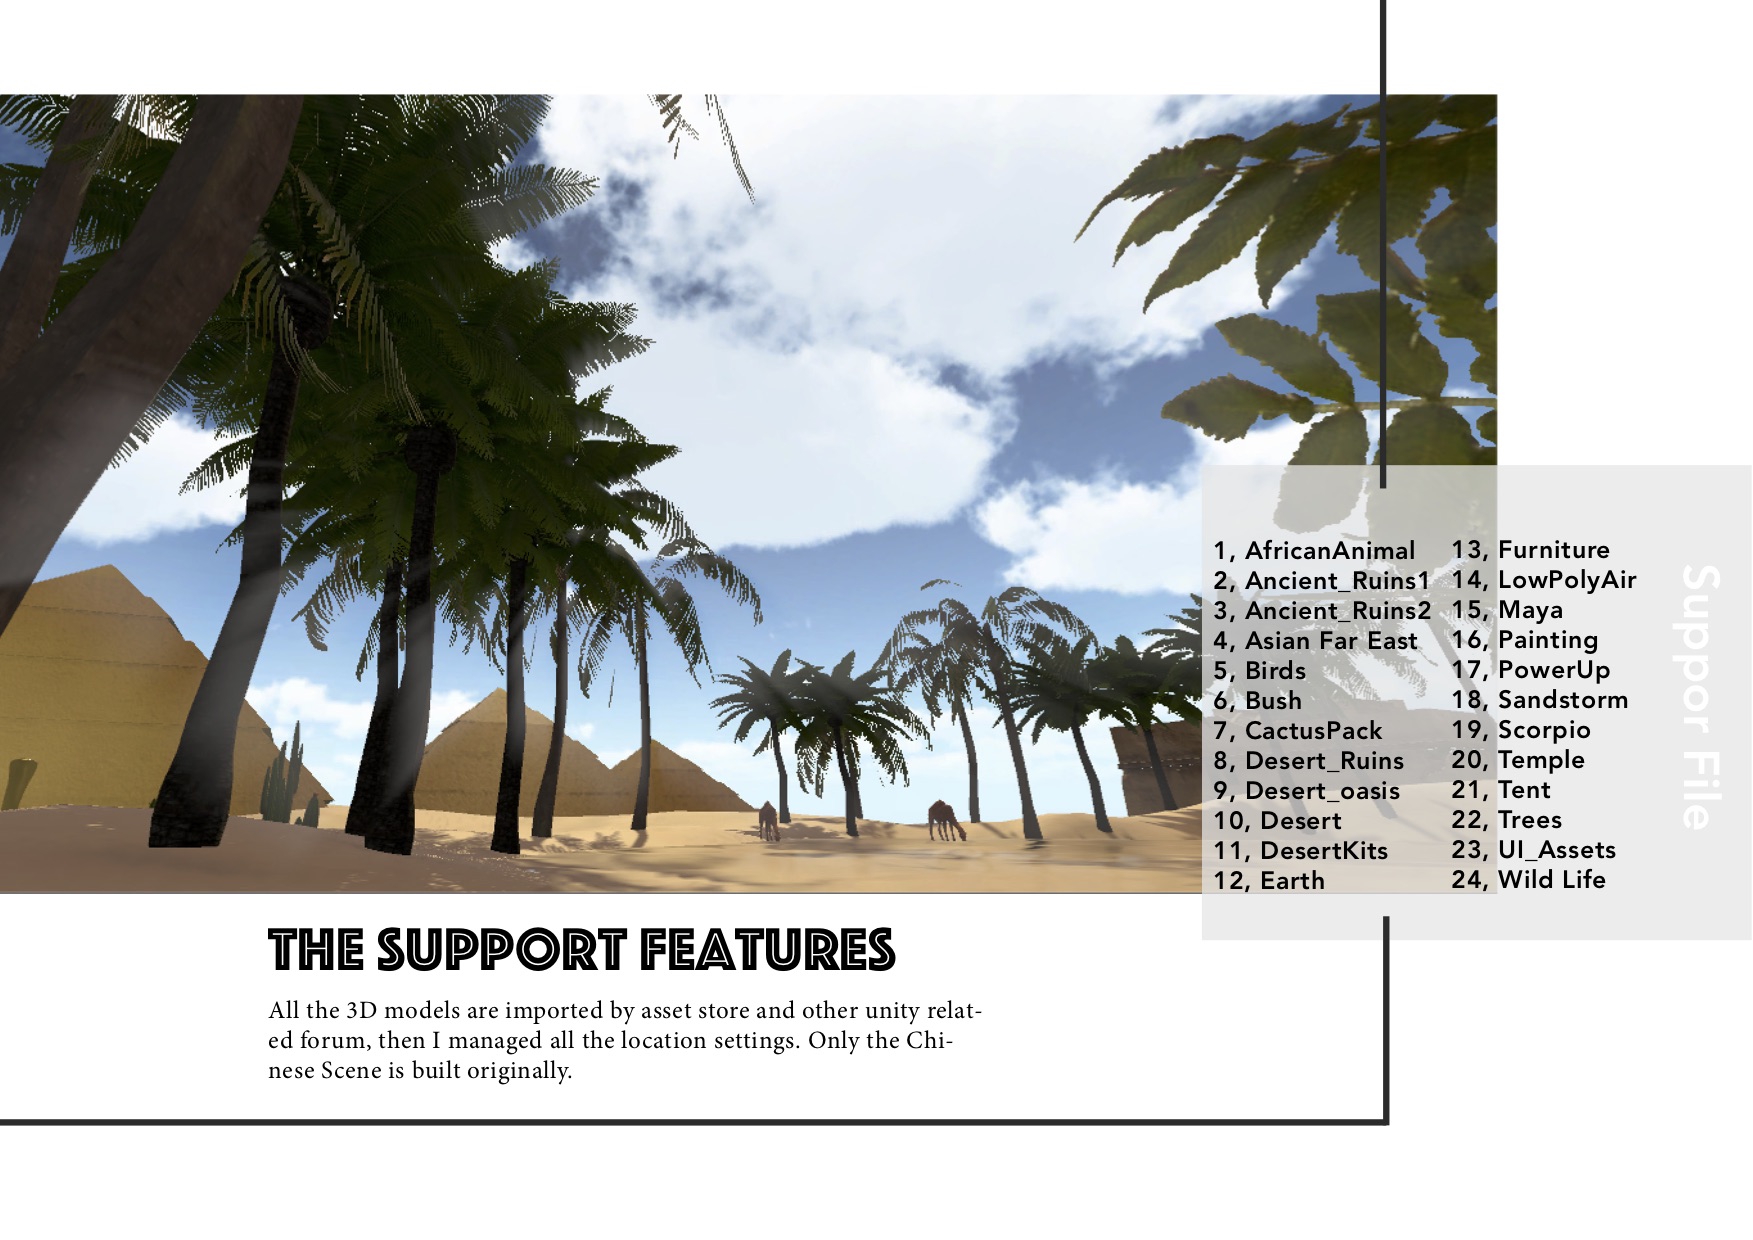 1, AfricanAnimal
2, Ancient_Ruins1
3, Ancient_Ruins2
4, Asian Far East
5, Birds
6, Bush
7, CactusPack
8, Desert_Ruins
9, Desert_oasis
10, Desert
11, DesertKits
12, Earth
13, Furniture
14, LowPolyAir
15, Maya
16, Painting
17, PowerUp
18, Sandstorm
19, Scorpio
20, Temple
21, Tent
22, Trees
23, UI_Assets
24, Wild Life
Suppor File
THE SUPPORT FEATURES
All the 3D models are imported by asset store and other unity relat-
ed forum, then I managed all the location settings. Only the Chi-
nese Scene is built originally.